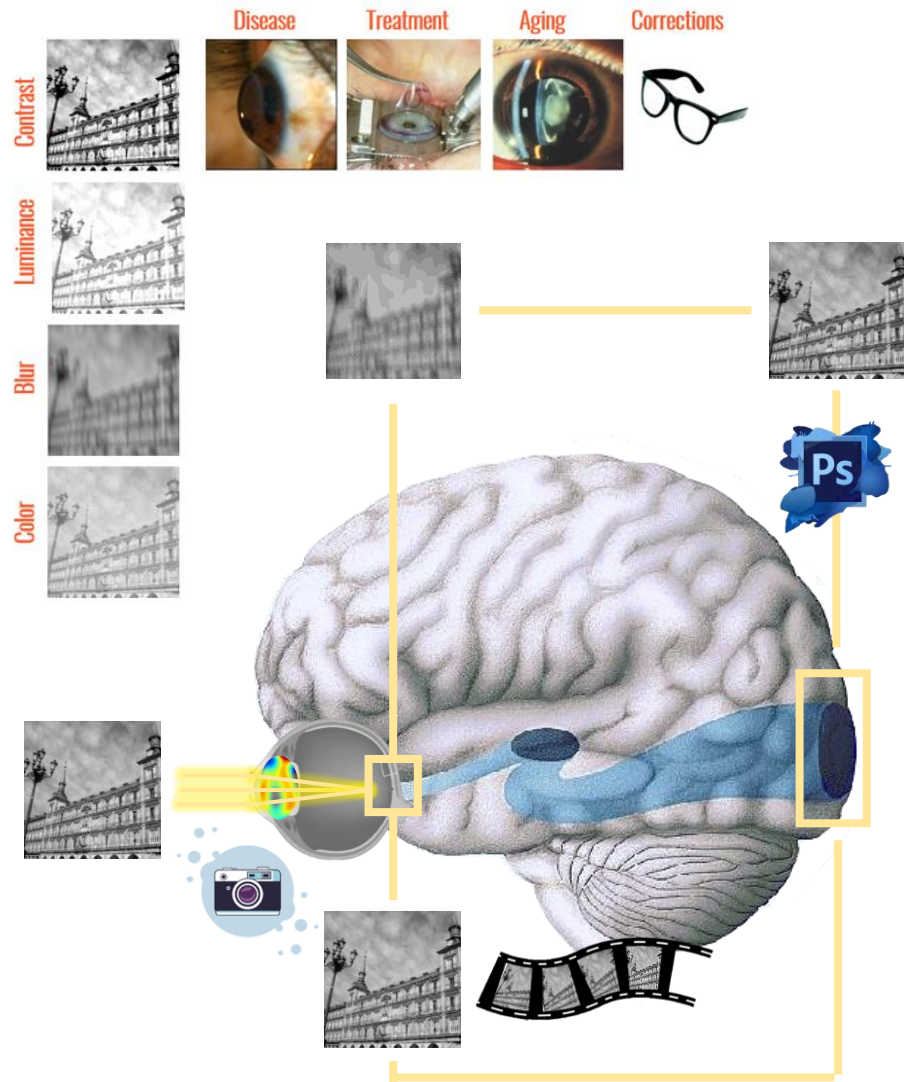 Disease
Treatment
Aging
Corrections
Contrast
Luminance
Blur
Color
Ps